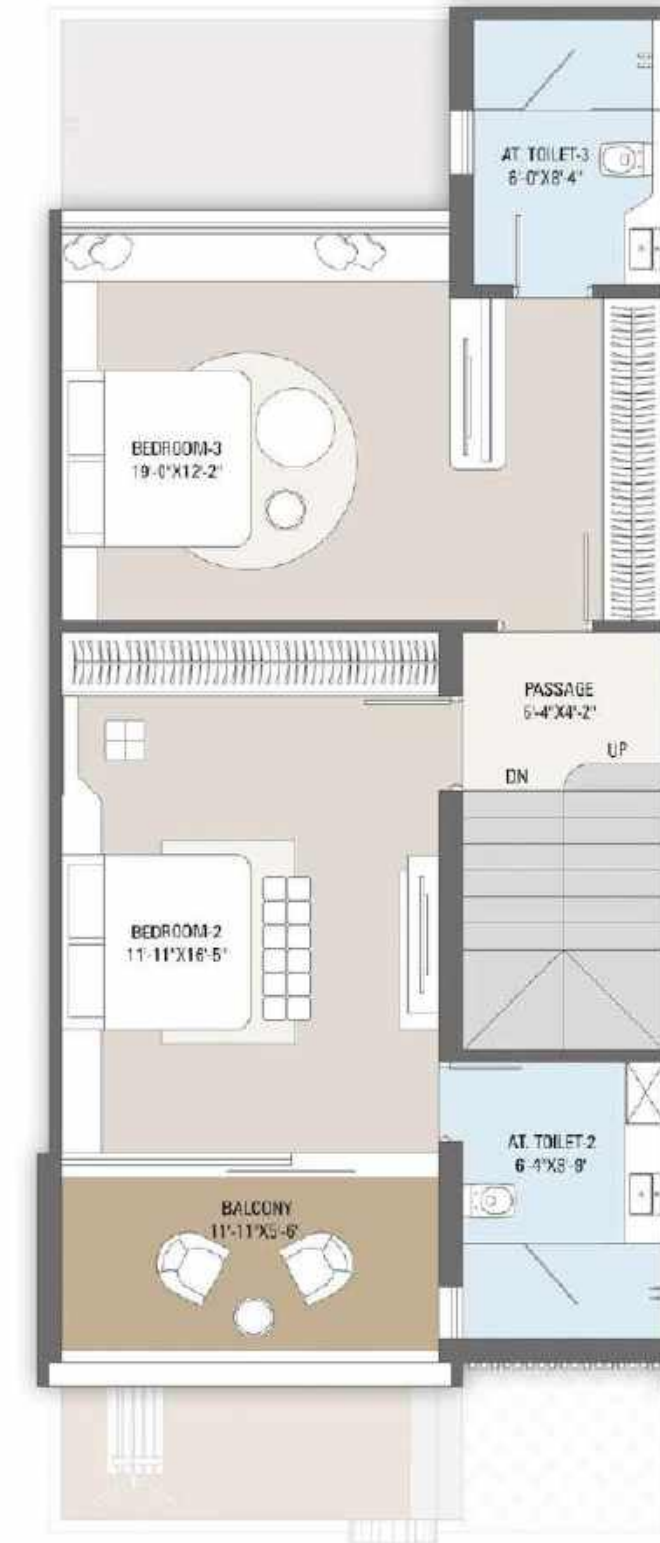 AT. TOILET-3
6'-0"X8'-4"
BEDROOM-3
19'-0"X12'-2"
PASSAGE
6'-4"X4'-2"
UP
DN
BEDROOM-2
11'-11"X16'-5"
AT. TOILET-2
6'-4"X8'-9"
BALCONY
11'-11"X5'-6"